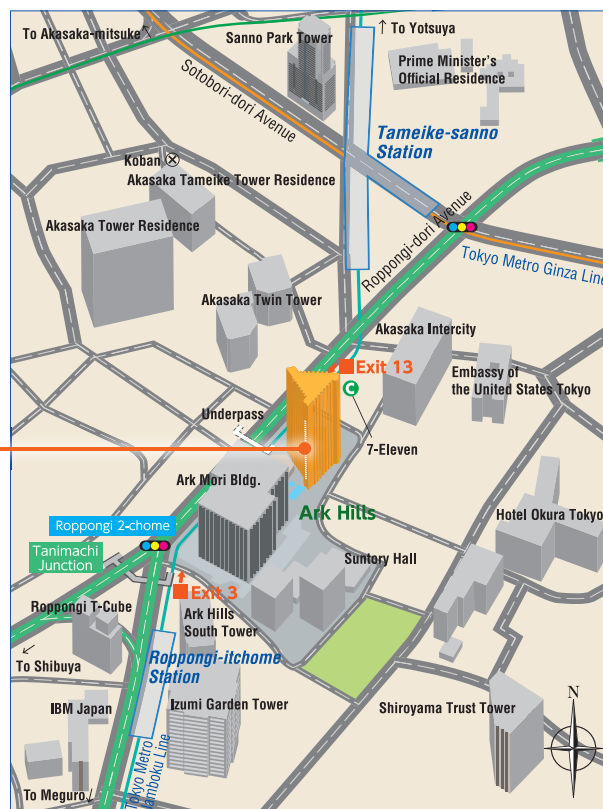 To Akasaka-mitsuke
Sanno Park Tower
↑ To Yotsuya
Prime Minister's
Official Residence
Sotobori-dori Avenue
Tameike-sanno
Station
Koban
Akasaka Tameike Tower Residence
Akasaka Tower Residence
Roppongi-dori Avenue
Tokyo Metro Ginza Line
Akasaka Twin Tower
Akasaka Intercity
Exit 13
Embassy of
the United States Tokyo
Underpass
C
7-Eleven
Ark Mori Bldg.
Ark Hills
Hotel Okura Tokyo
Roppongi 2-chome
Tanimachi
Junction
Suntory Hall
Exit 3
Roppongi T-Cube
Ark Hills
South Tower
To Shibuya
Roppongi-itchome
Station
IBM Japan
Izumi Garden Tower
Shiroyama Trust Tower
N
To Meguro
Tokyo Metro
Namboku Line